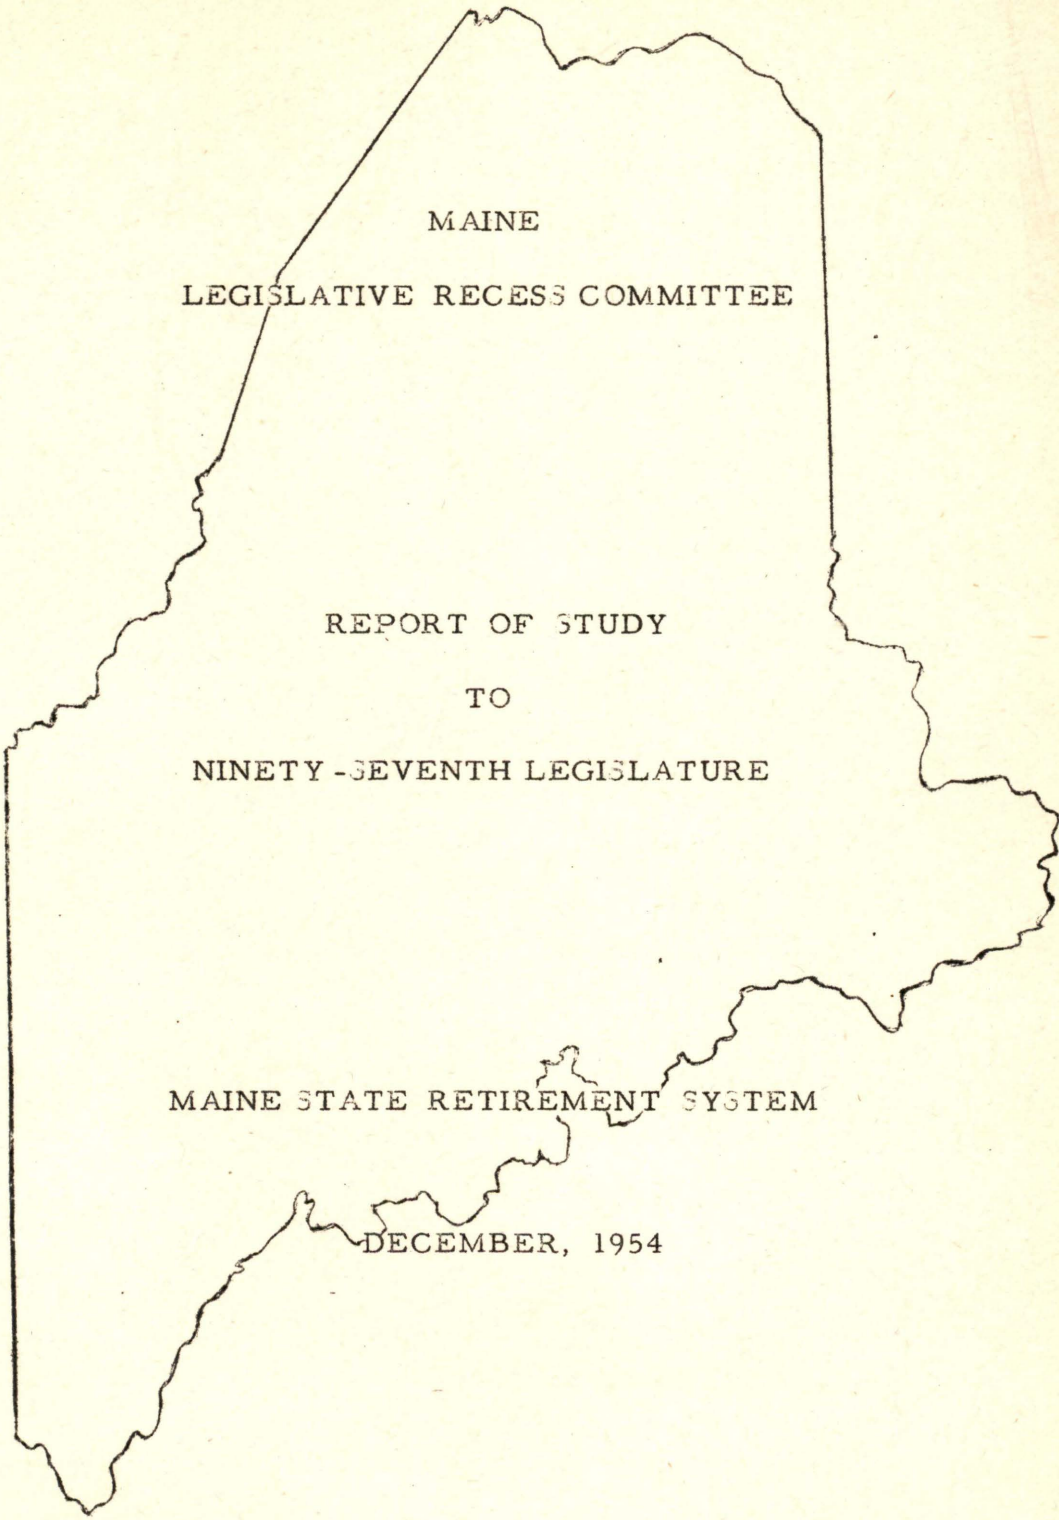 MAINE
LEGISLATIVE RECESS COMMITTEE
REPORT OF STUDY
TO
NINETY-SEVENTH LEGISLATURE
MAINE STATE RETIREMENT SYSTEM
DECEMBER, 1954